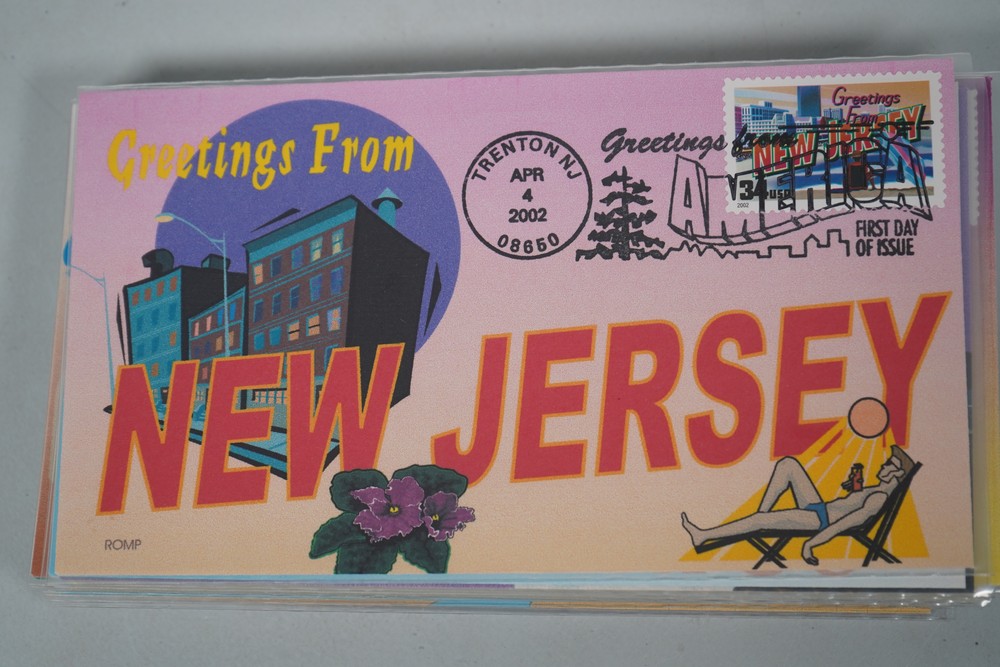 Greetings From
NEW JERSEY
ROMP
TRENTON NJ
APR
4
2002
08650
Greetings from
AMERICA
FIRST DAY
OF ISSUE
Greetings
From
NEW JERSEY
34 USA
2002